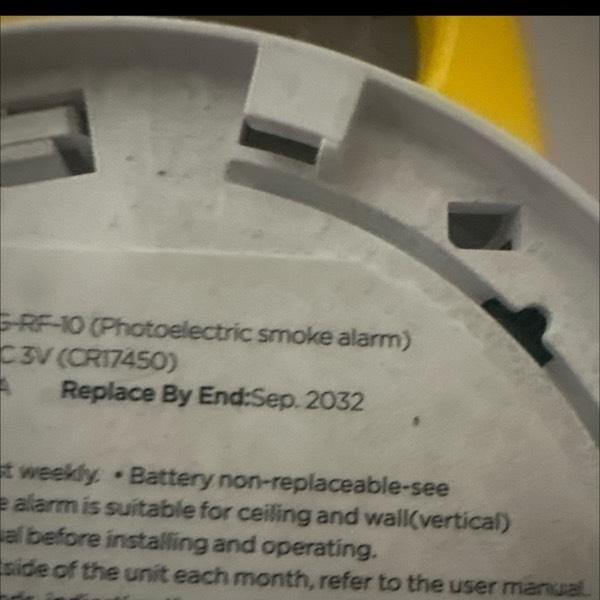 G-RF-10 (Photoelectric smoke alarm)
C 3V (CR17450)
A Replace By End:Sep. 2032
st weekly. • Battery non-replaceable-see
e alarm is suitable for ceiling and wall(vertical)
ual before installing and operating.
tside of the unit each month, refer to the user manual.